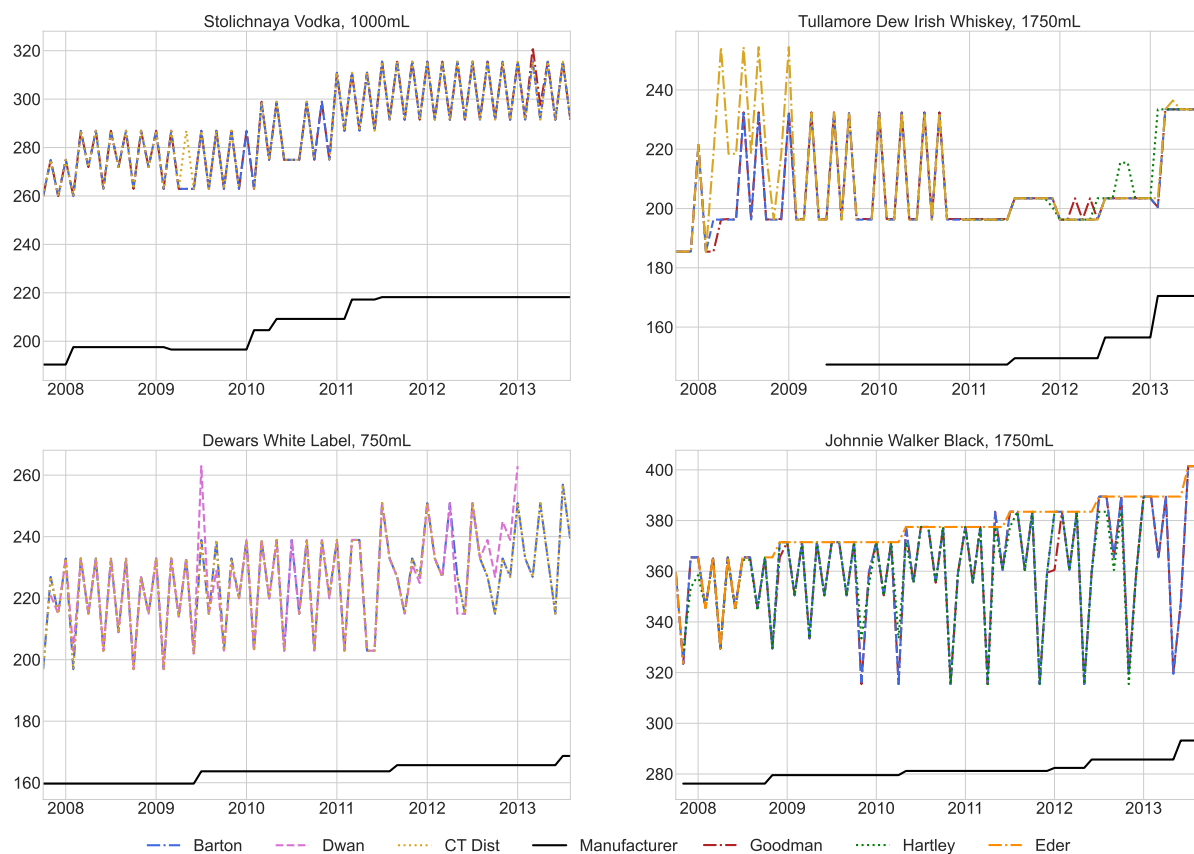 Stolichnaya Vodka, 1000mL
320
300
280
260
240
220
200
2008 2009 2010 2011 2012 2013
Tullamore Dew Irish Whiskey, 1750mL
240
220
200
180
160
2008 2009 2010 2011 2012 2013
Dewars White Label, 750mL
260
240
220
200
180
160
2008 2009 2010 2011 2012 2013
Johnnie Walker Black, 1750mL
400
380
360
340
320
300
280
2008 2009 2010 2011 2012 2013
Barton Dwan CT Dist Manufacturer Goodman Hartley Eder